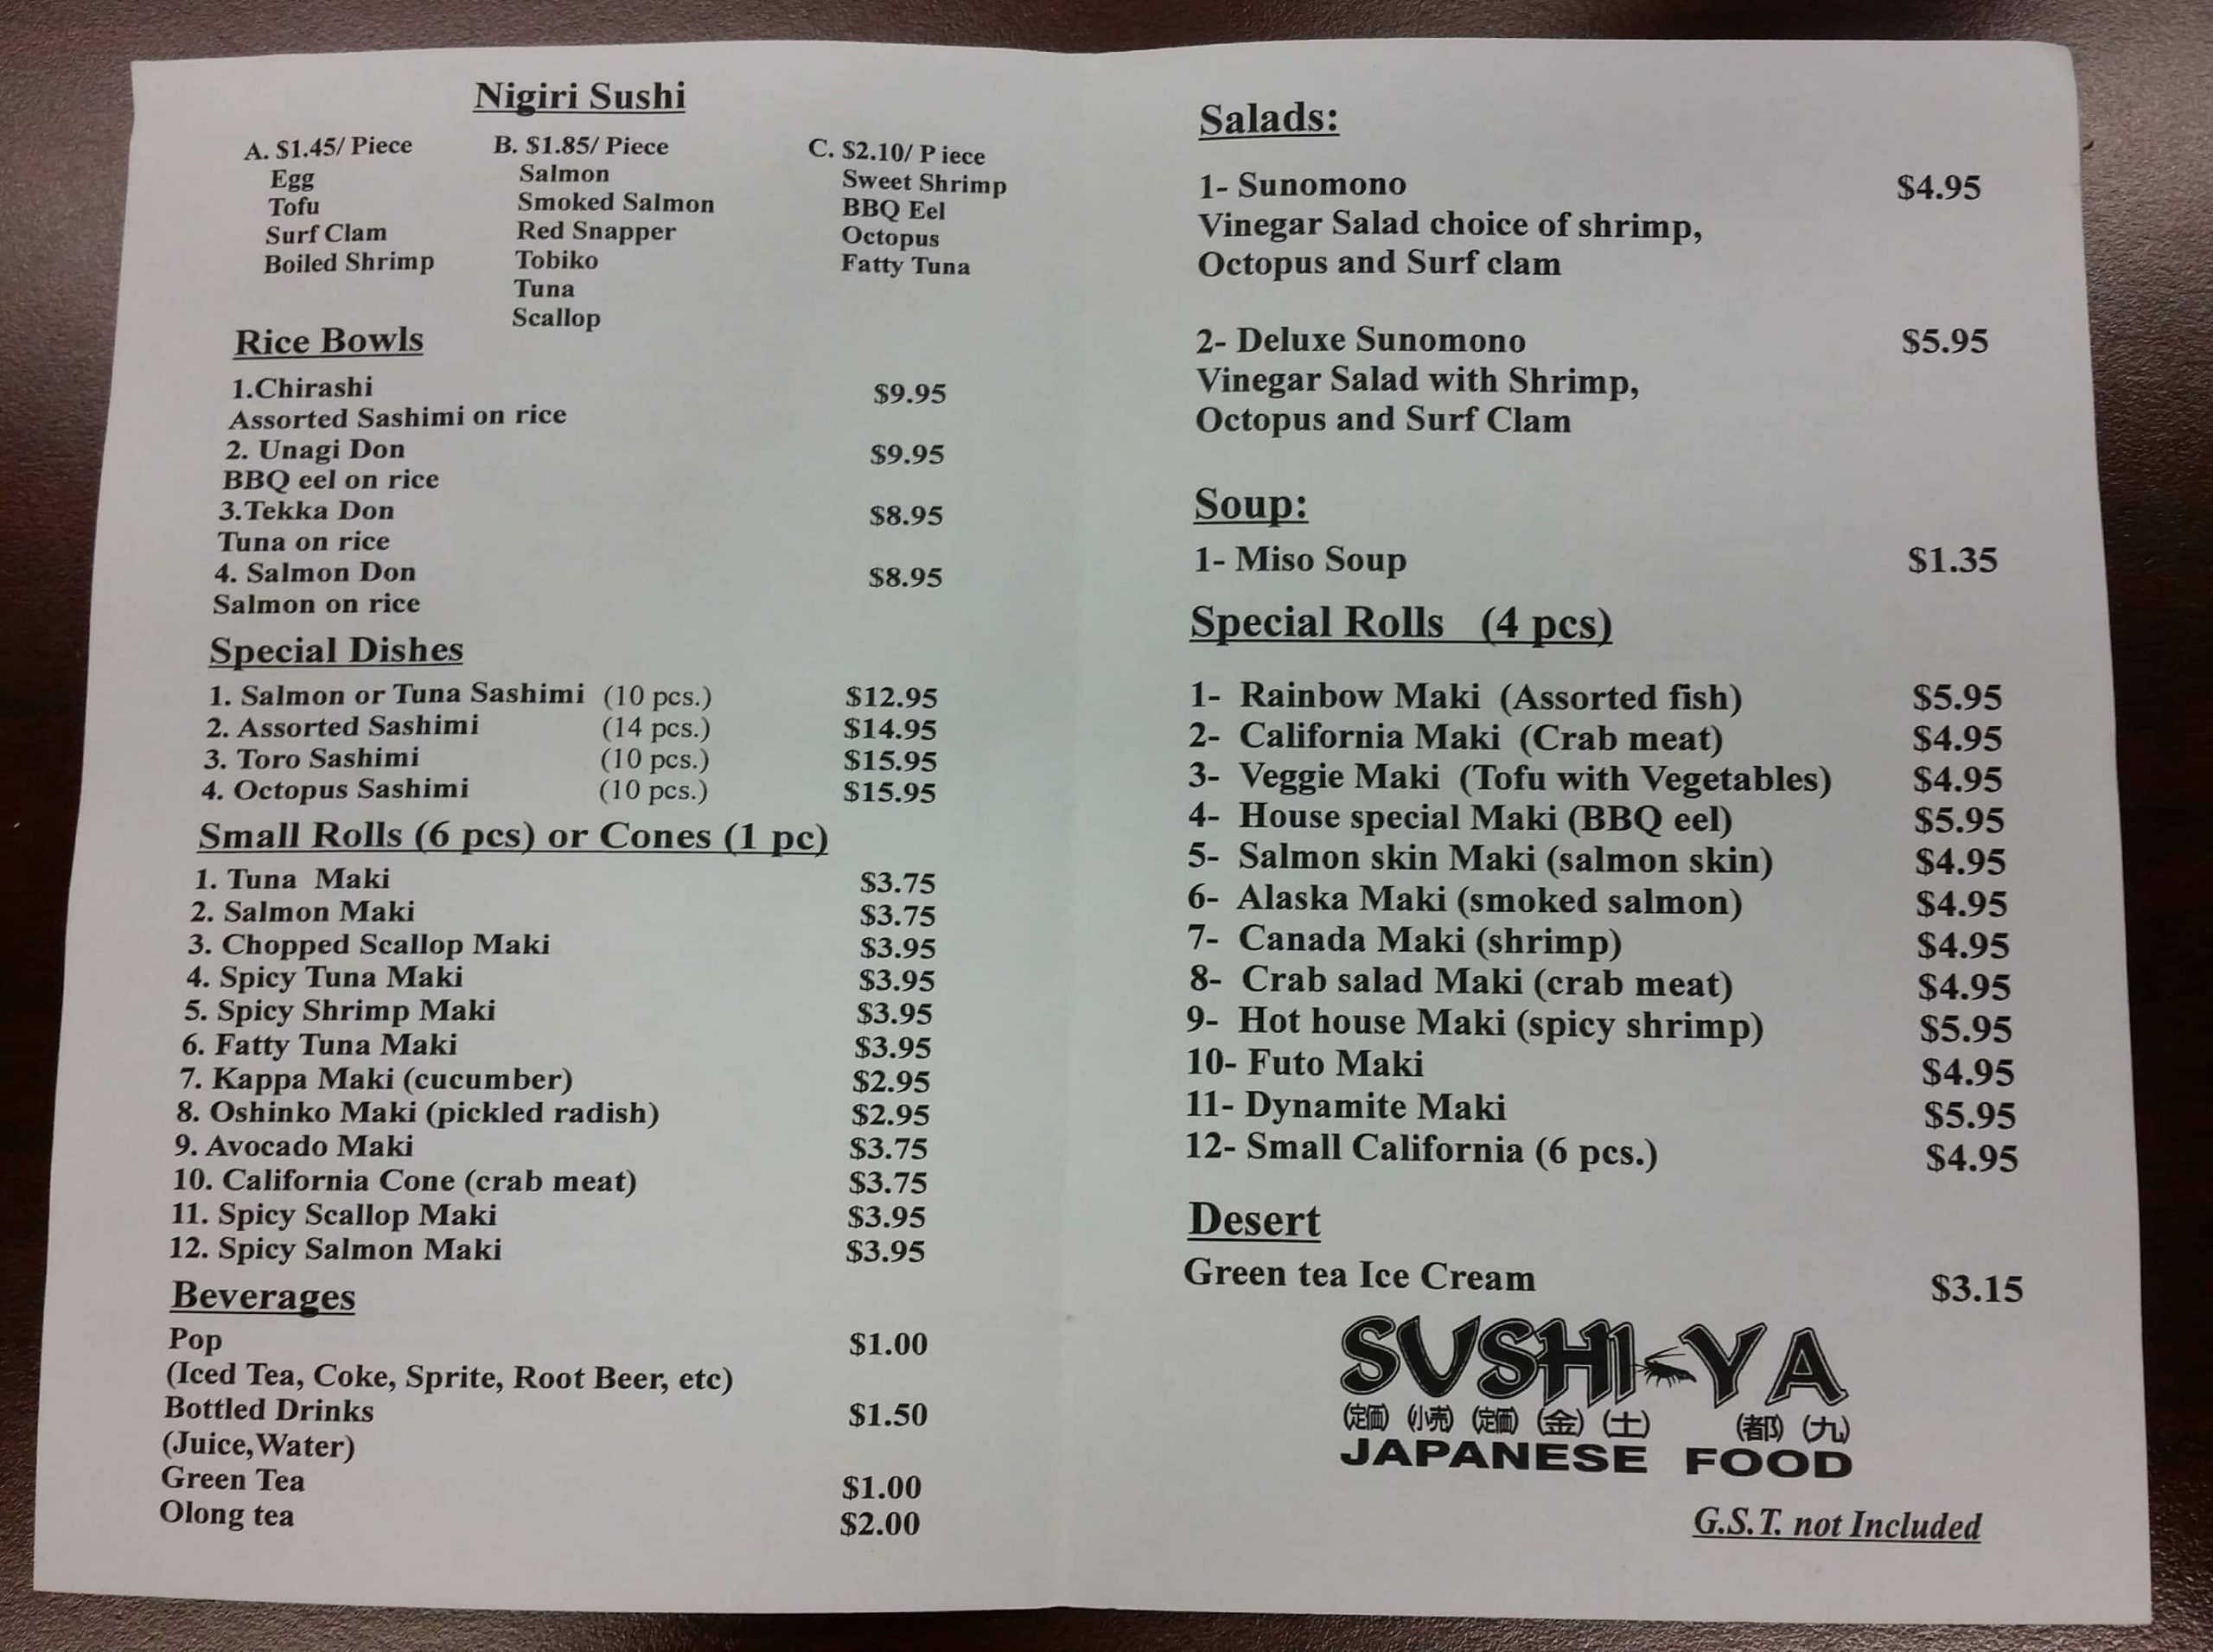 Nigiri Sushi
A. $1.45/ Piece
Egg
Tofu
Surf Clam
Boiled Shrimp
B. $1.85/ Piece
Salmon
Smoked Salmon
Red Snapper
Tobiko
Tuna
Scallop
C. $2.10/ P iece
Sweet Shrimp
BBQ Eel
Octopus
Fatty Tuna
Rice Bowls
1.Chirashi $9.95
Assorted Sashimi on rice
2. Unagi Don $9.95
BBQ eel on rice
3.Tekka Don $8.95
Tuna on rice
4. Salmon Don $8.95
Salmon on rice
Special Dishes
1. Salmon or Tuna Sashimi (10 pcs.) $12.95
2. Assorted Sashimi (14 pcs.) $14.95
3. Toro Sashimi (10 pcs.) $15.95
4. Octopus Sashimi (10 pcs.) $15.95
Small Rolls (6 pcs) or Cones (1 pc)
1. Tuna Maki $3.75
2. Salmon Maki $3.75
3. Chopped Scallop Maki $3.95
4. Spicy Tuna Maki $3.95
5. Spicy Shrimp Maki $3.95
6. Fatty Tuna Maki $3.95
7. Kappa Maki (cucumber) $2.95
8. Oshinko Maki (pickled radish) $2.95
9. Avocado Maki $3.75
10. California Cone (crab meat) $3.75
11. Spicy Scallop Maki $3.95
12. Spicy Salmon Maki $3.95
Beverages
Pop $1.00
(Iced Tea, Coke, Sprite, Root Beer, etc)
Bottled Drinks $1.50
(Juice,Water)
Green Tea $1.00
Olong tea $2.00
Salads:
1- Sunomono $4.95
Vinegar Salad choice of shrimp,
Octopus and Surf clam
2- Deluxe Sunomono $5.95
Vinegar Salad with Shrimp,
Octopus and Surf Clam
Soup:
1- Miso Soup $1.35
Special Rolls (4 pcs)
1- Rainbow Maki (Assorted fish) $5.95
2- California Maki (Crab meat) $4.95
3- Veggie Maki (Tofu with Vegetables) $4.95
4- House special Maki (BBQ eel) $5.95
5- Salmon skin Maki (salmon skin) $4.95
6- Alaska Maki (smoked salmon) $4.95
7- Canada Maki (shrimp) $4.95
8- Crab salad Maki (crab meat) $4.95
9- Hot house Maki (spicy shrimp) $5.95
10- Futo Maki $4.95
11- Dynamite Maki $5.95
12- Small California (6 pcs.) $4.95
Desert
Green tea Ice Cream $3.15
SUSHI-YA
(定価) (小売) (定価) (金) (土) (都) (九)
JAPANESE FOOD
G.S.T. not Included